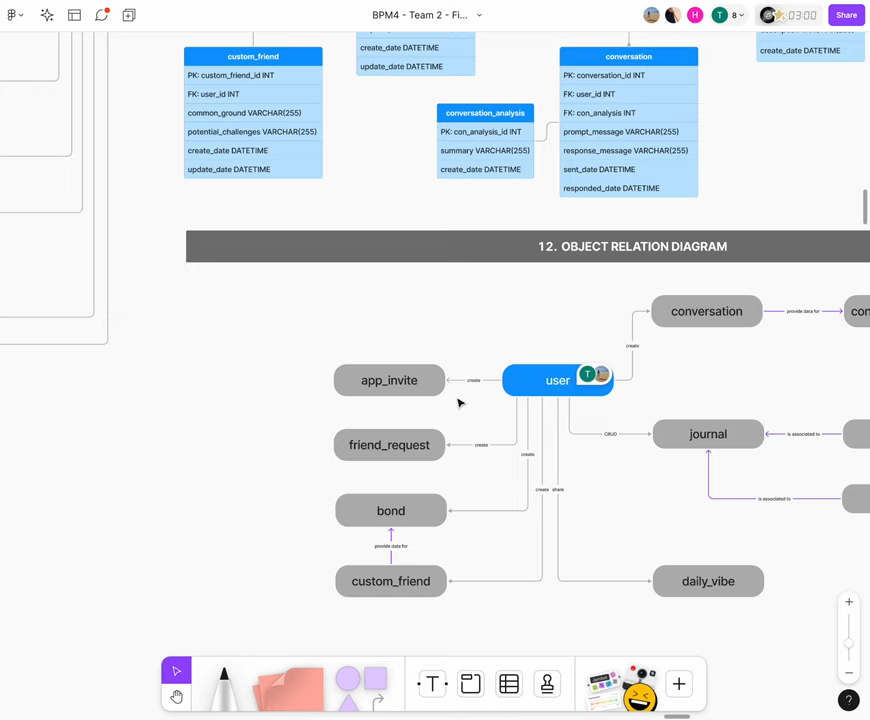 BPM4 - Team 2 - Fi...
H
T
8
03:00
Share
create_date DATETIME
update_date DATETIME
create_date DATETIME
custom_friend
PK: custom_friend_id INT
FK: user_id INT
common_ground VARCHAR(255)
potential_challenges VARCHAR(255)
create_date DATETIME
update_date DATETIME
conversation_analysis
PK: con_analysis_id INT
summary VARCHAR(255)
create_date DATETIME
conversation
PK: conversation_id INT
FK: user_id INT
FK: con_analysis INT
prompt_message VARCHAR(255)
response_message VARCHAR(255)
sent_date DATETIME
responded_date DATETIME
12. OBJECT RELATION DIAGRAM
conversation
provide data for
con
create
app_invite
create
user
T
journal
CRUD
is associated to
friend_request
create
create
create
share
is associated to
bond
provide data for
custom_friend
daily_vibe
T
+
?